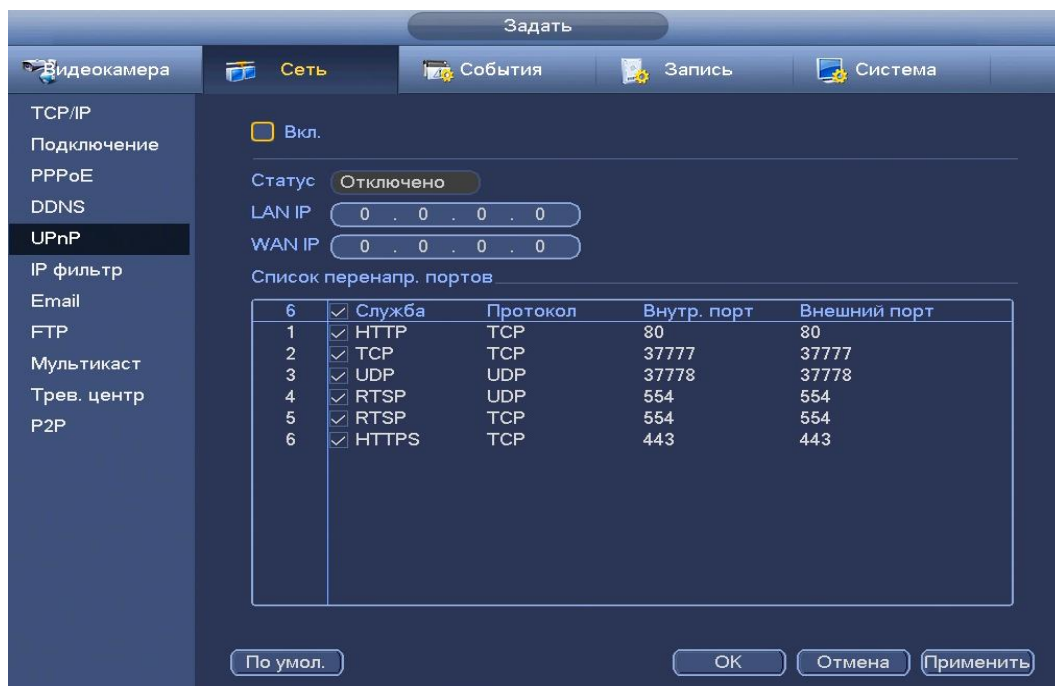 Задать
Видеокамера Сеть События Запись Система
TCP/IP
Подключение
PPPoE
DDNS
UPnP
IP фильтр
Email
FTP
Мультикаст
Трев. центр
P2P
Вкл.
Статус Отключено
LAN IP 0 . 0 . 0 . 0
WAN IP 0 . 0 . 0 . 0
Список перенапр. портов
6 Служба Протокол Внутр. порт Внешний порт
1 HTTP TCP 80 80
2 TCP TCP 37777 37777
3 UDP UDP 37778 37778
4 RTSP UDP 554 554
5 RTSP TCP 554 554
6 HTTPS TCP 443 443
По умол. OK Отмена Применить